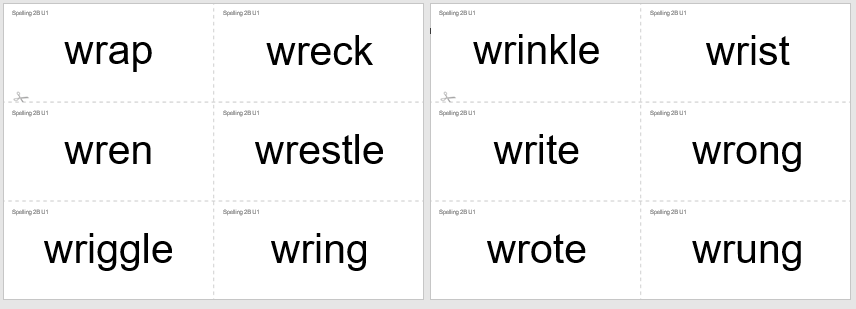 Spelling 2B U1
wrap
Spelling 2B U1
wreck
Spelling 2B U1
wren
Spelling 2B U1
wrestle
Spelling 2B U1
wriggle
Spelling 2B U1
wring
Spelling 2B U1
wrinkle
Spelling 2B U1
wrist
Spelling 2B U1
write
Spelling 2B U1
wrong
Spelling 2B U1
wrote
Spelling 2B U1
wrung